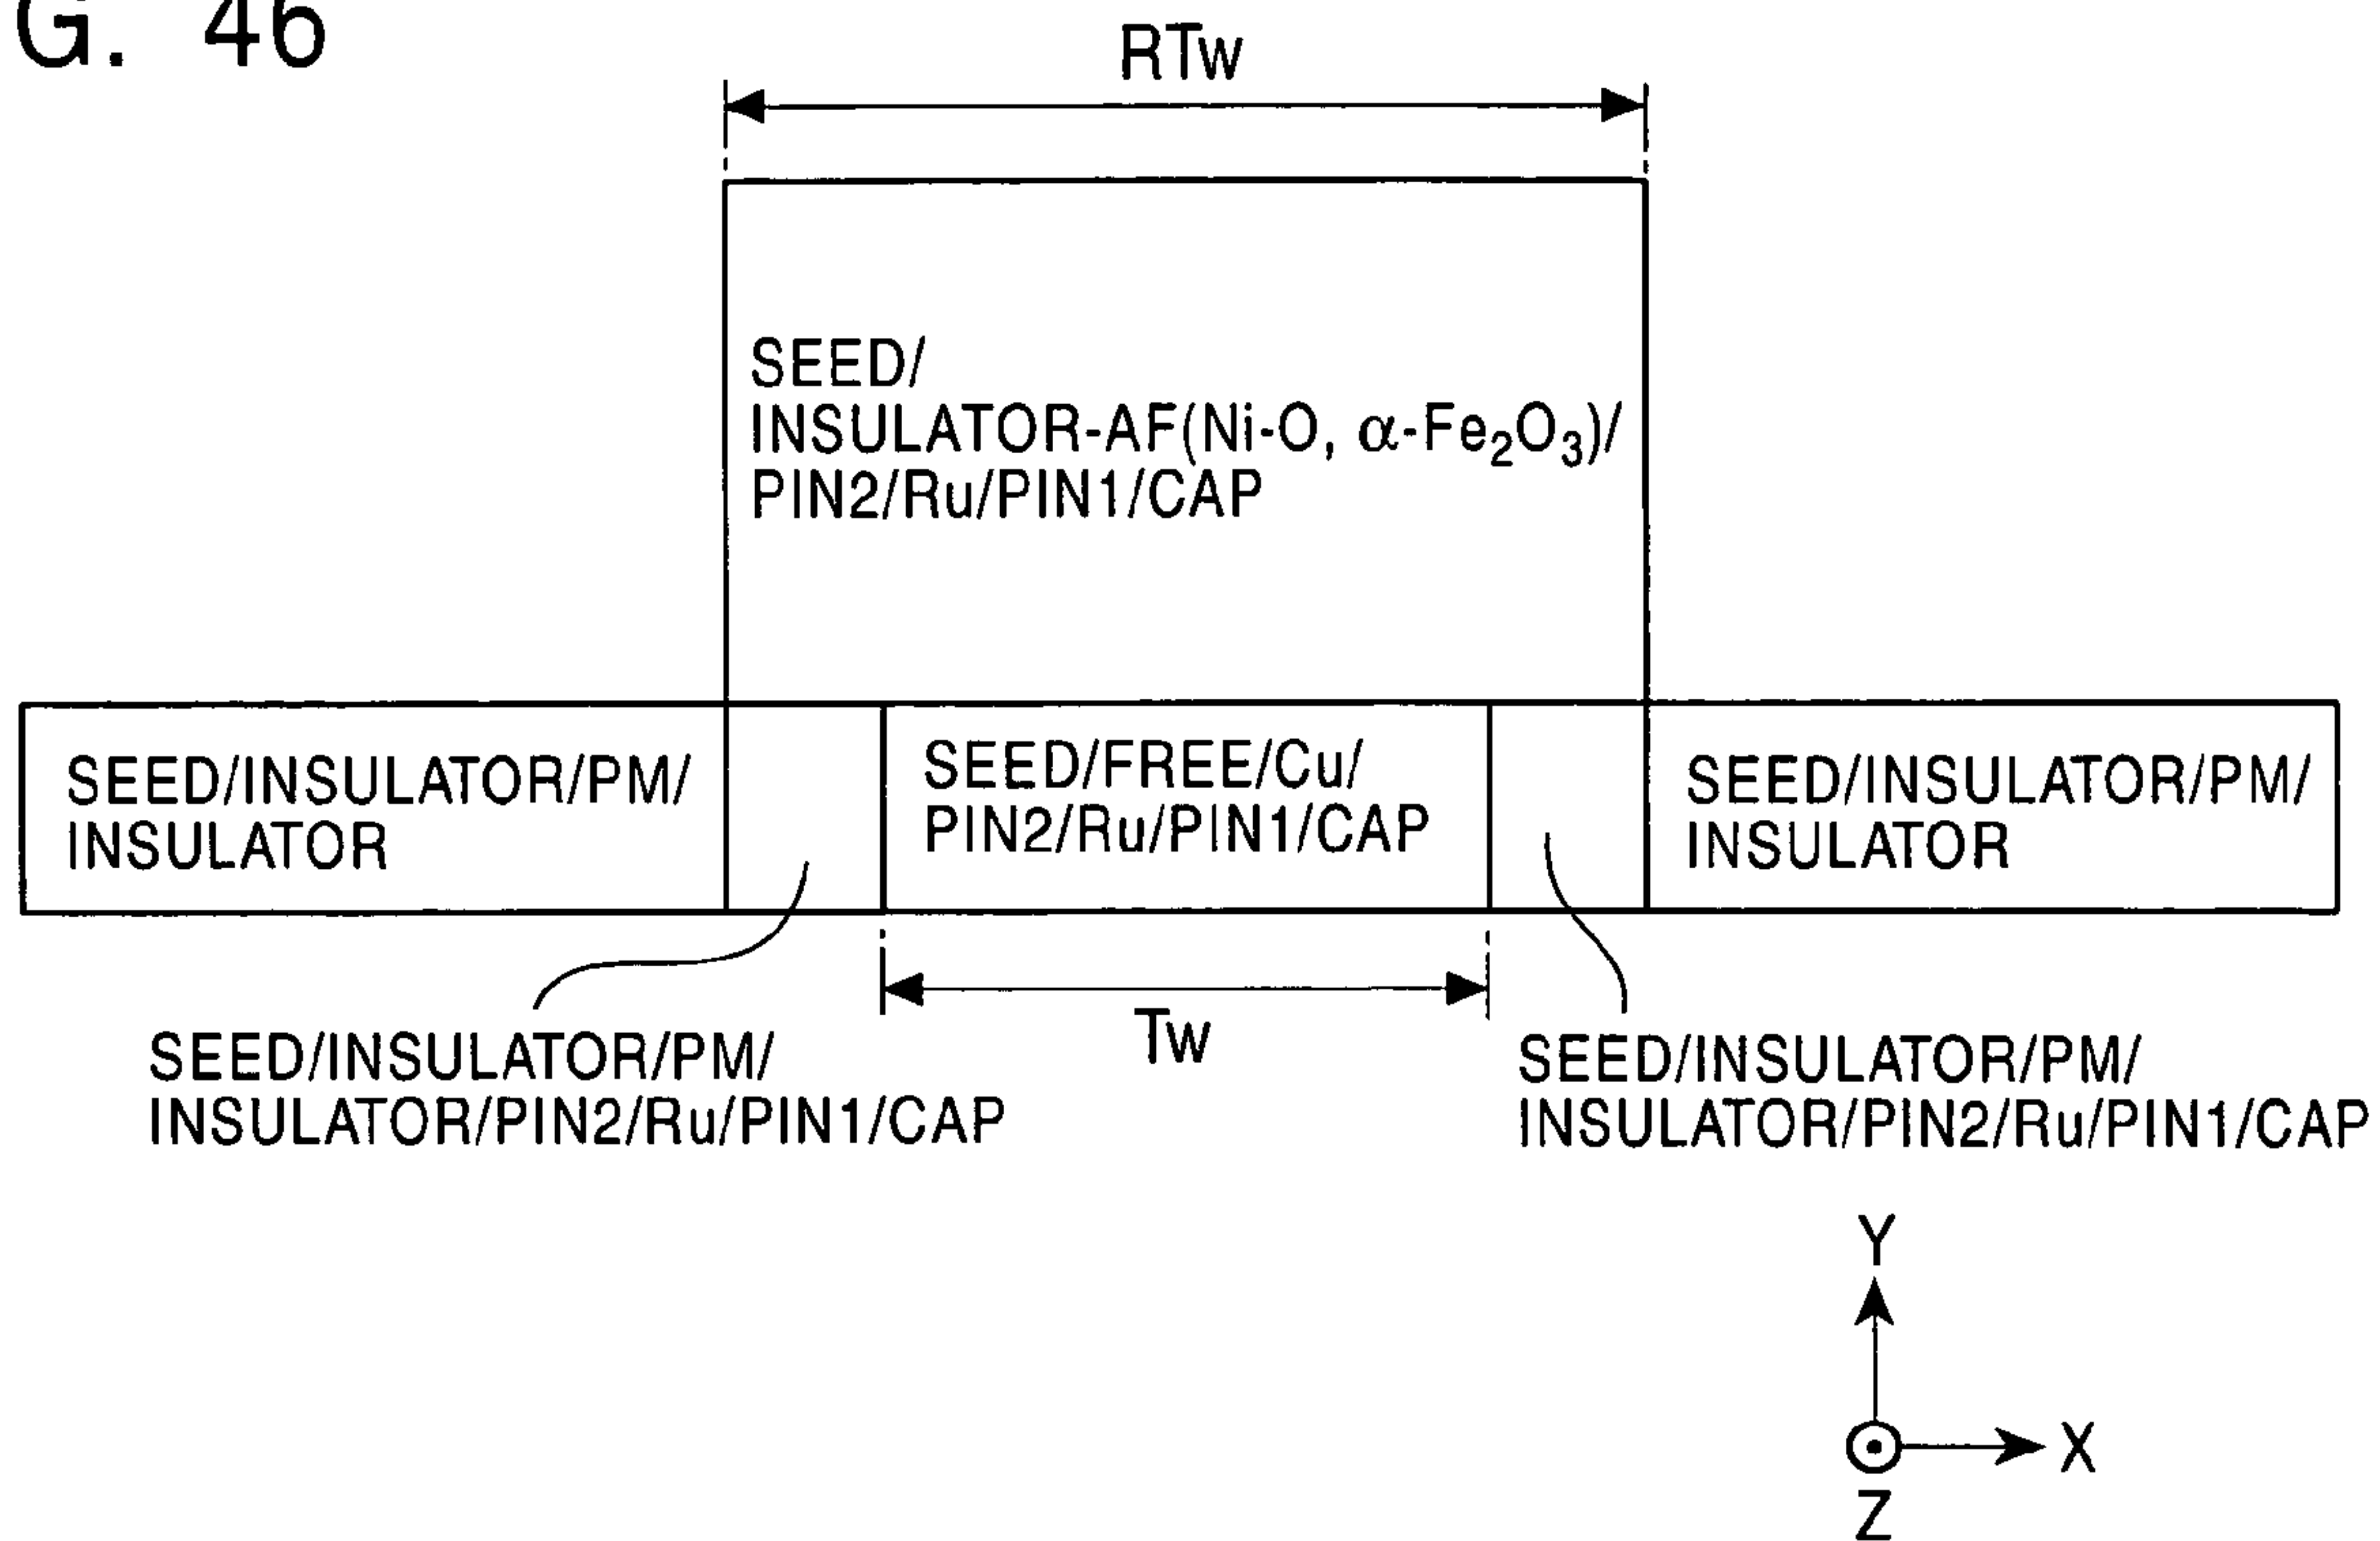 G. 46
RTw
SEED/
INSULATOR-AF(Ni-O, α-Fe₂O₃)/
PIN2/Ru/PIN1/CAP
SEED/INSULATOR/PM/
INSULATOR
SEED/FREE/Cu/
PIN2/Ru/PIN1/CAP
SEED/INSULATOR/PM/
INSULATOR
Tw
SEED/INSULATOR/PM/
INSULATOR/PIN2/Ru/PIN1/CAP
SEED/INSULATOR/PM/
INSULATOR/PIN2/Ru/PIN1/CAP
Y
X
Z